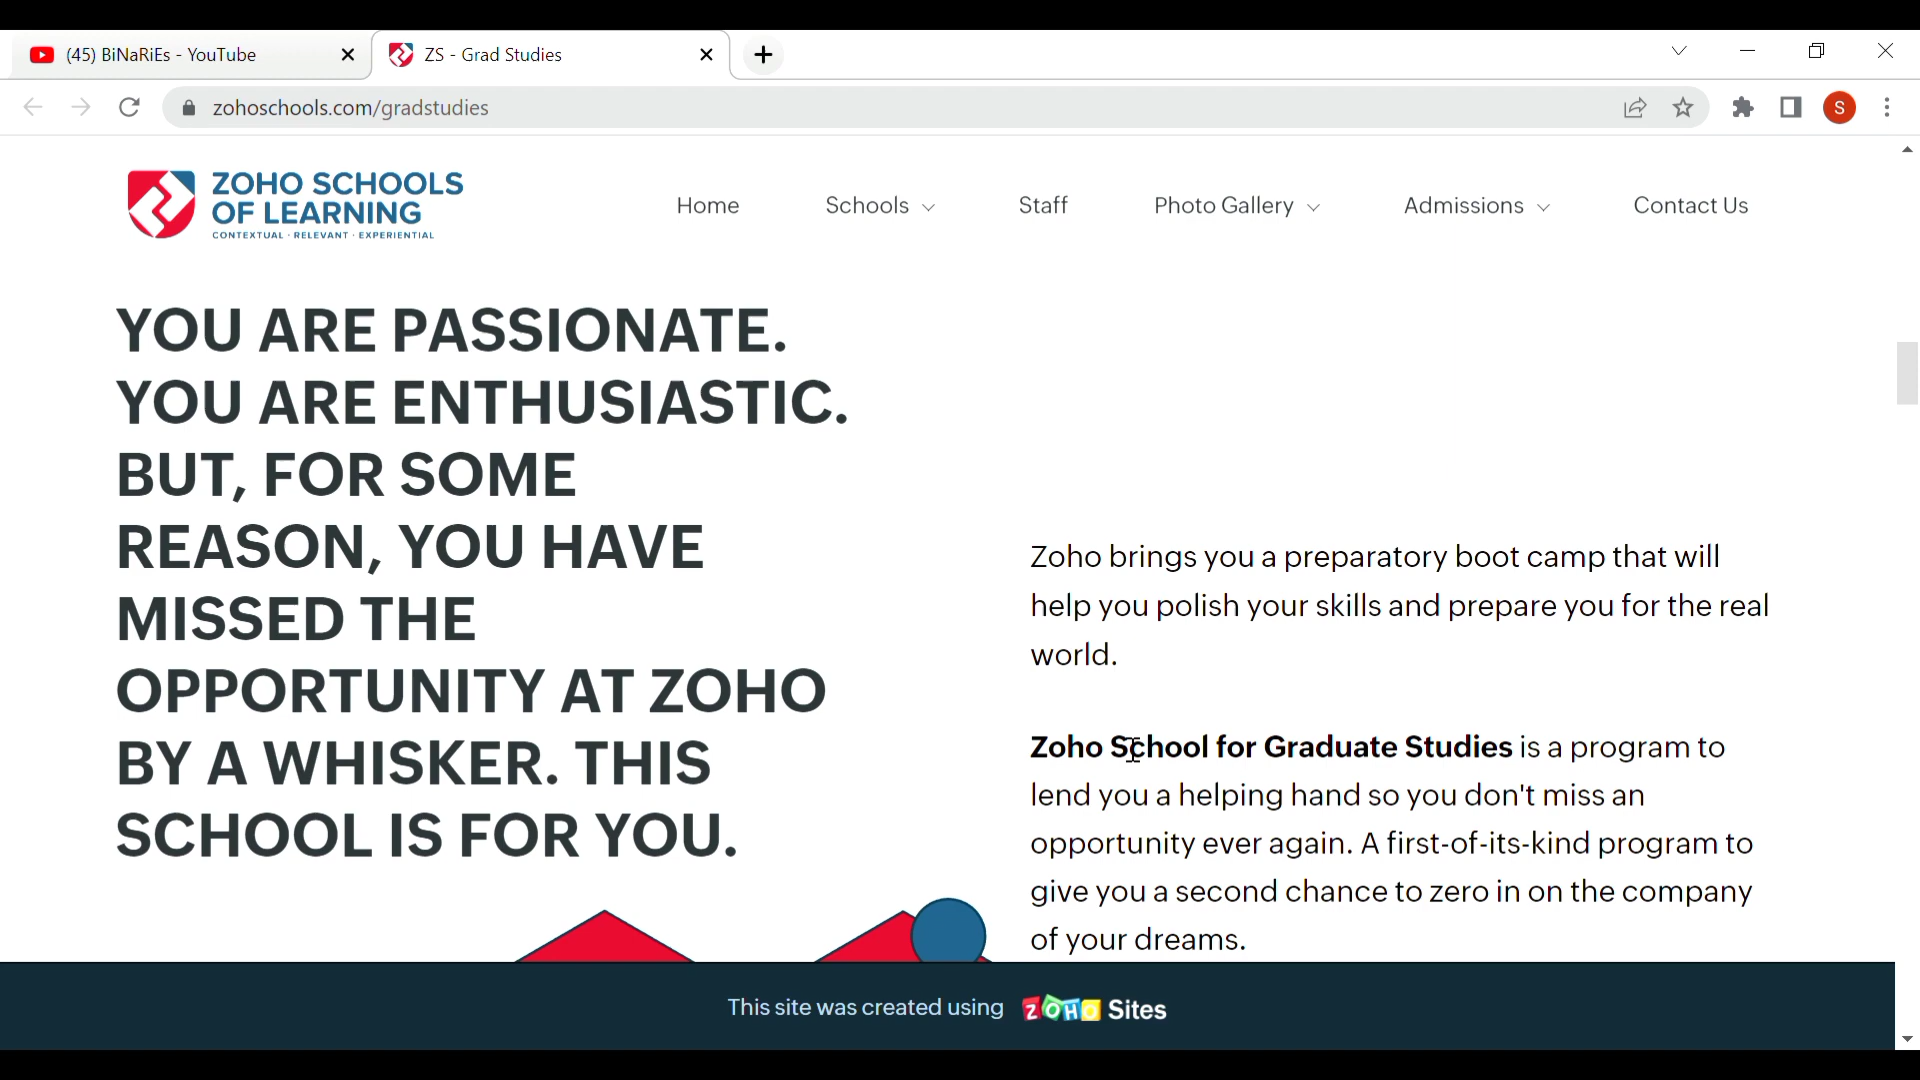 (45) BiNaRiEs - YouTube
ZS - Grad Studies
zohoschools.com/gradstudies
S
ZOHO SCHOOLS
OF LEARNING
CONTEXTUAL · RELEVANT · EXPERIENTIAL
Home
Schools
Staff
Photo Gallery
Admissions
Contact Us
YOU ARE PASSIONATE.
YOU ARE ENTHUSIASTIC.
BUT, FOR SOME
REASON, YOU HAVE
MISSED THE
OPPORTUNITY AT ZOHO
BY A WHISKER. THIS
SCHOOL IS FOR YOU.
Zoho brings you a preparatory boot camp that will
help you polish your skills and prepare you for the real
world.
Zoho School for Graduate Studies is a program to
lend you a helping hand so you don't miss an
opportunity ever again. A first-of-its-kind program to
give you a second chance to zero in on the company
of your dreams.
This site was created using ZOHO Sites